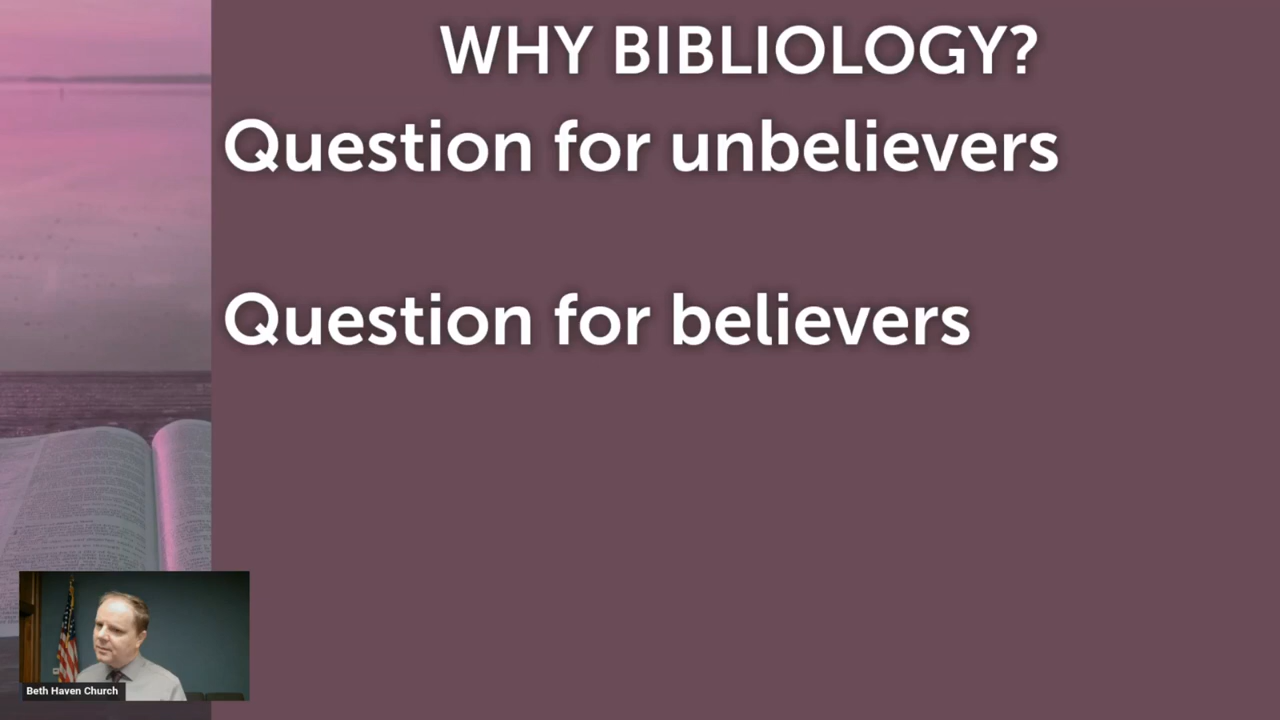 WHY BIBLIOLOGY?
Question for unbelievers
Question for believers
Beth Haven Church